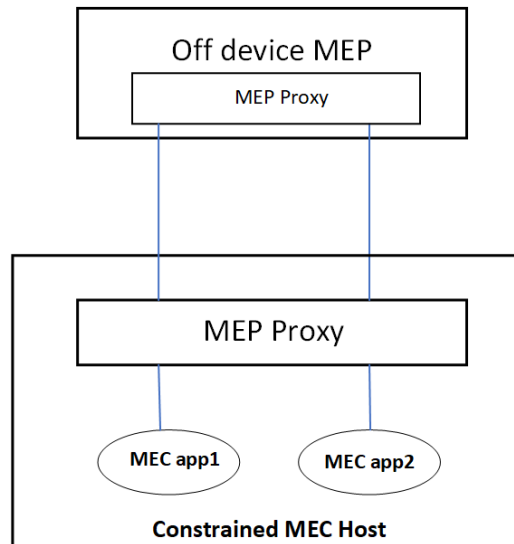 Off device MEP
MEP Proxy
MEP Proxy
MEC app1
MEC app2
Constrained MEC Host